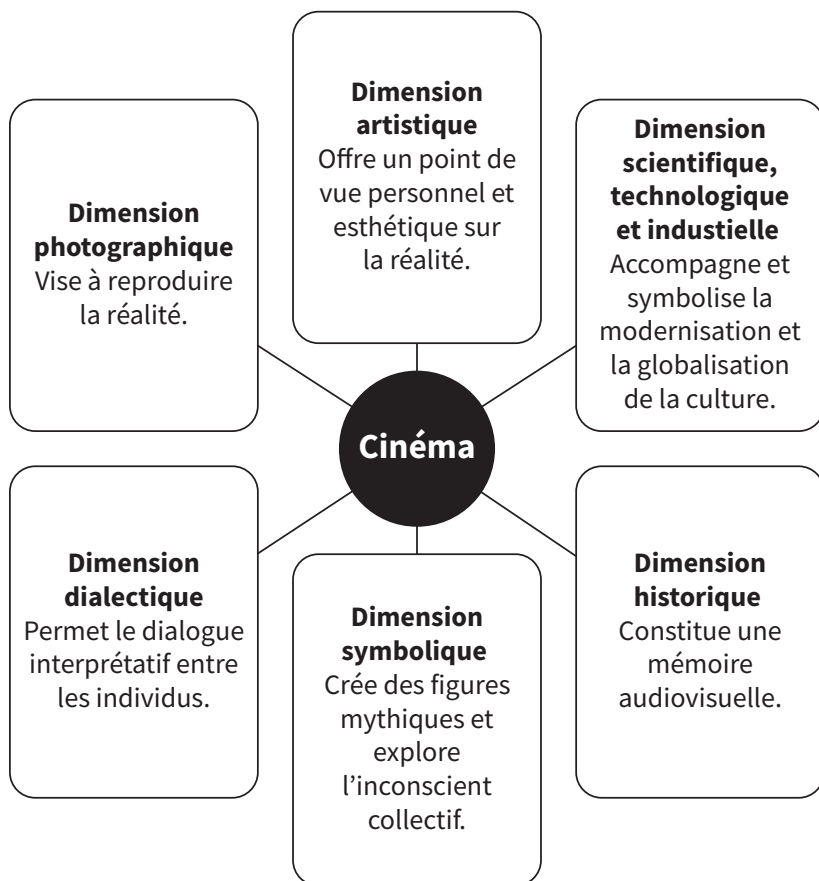 Dimension
photographique
Vise à reproduire
la réalité.
Dimension
artistique
Offre un point de
vue personnel et
esthétique sur
la réalité.
Dimension
scientifique,
technologique
et industielle
Accompagne et
symbolise la
modernisation et
la globalisation
de la culture.
Cinéma
Dimension
dialectique
Permet le dialogue
interprétatif entre
les individus.
Dimension
symbolique
Crée des figures
mythiques et
explore
l’inconscient
collectif.
Dimension
historique
Constitue une
mémoire
audiovisuelle.